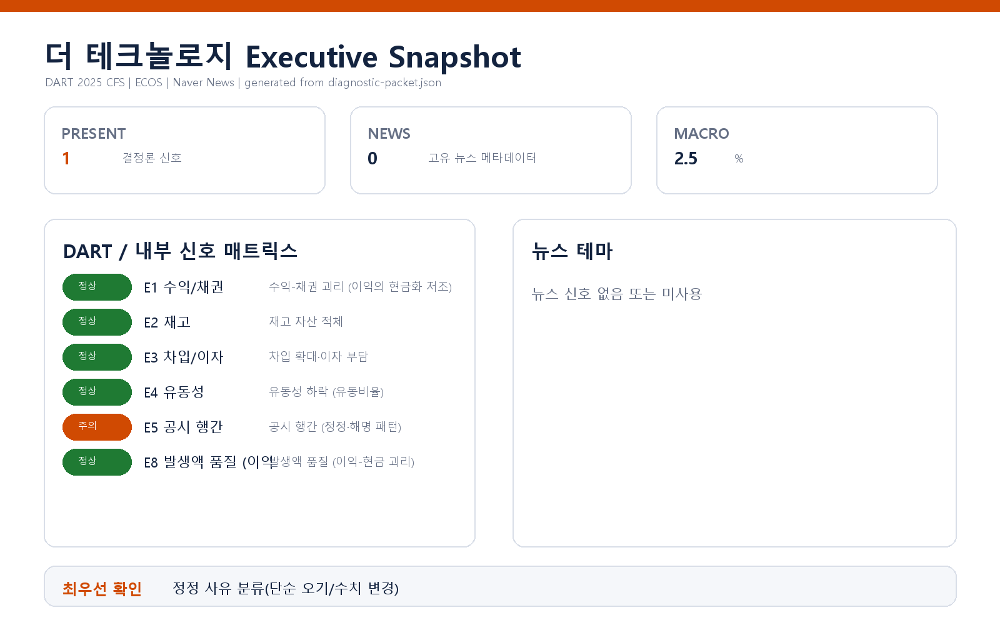 더 테크놀로지 Executive Snapshot
DART 2025 CFS | ECOS | Naver News | generated from diagnostic-packet.json
PRESENT
1 결정론 신호
NEWS
0 고유 뉴스 메타데이터
MACRO
2.5 %
DART / 내부 신호 매트릭스
정상 E1 수익/채권 수익-채권 괴리 (이익의 현금화 저조)
정상 E2 재고 재고 자산 적체
정상 E3 차입/이자 차입 확대·이자 부담
정상 E4 유동성 유동성 하락 (유동비율)
주의 E5 공시 행간 공시 행간 (정정·해명 패턴)
정상 E8 발생액 품질 (이익 발생액 품질 (이익-현금 괴리)
뉴스 테마
뉴스 신호 없음 또는 미사용
최우선 확인 정정 사유 분류(단순 오기/수치 변경)